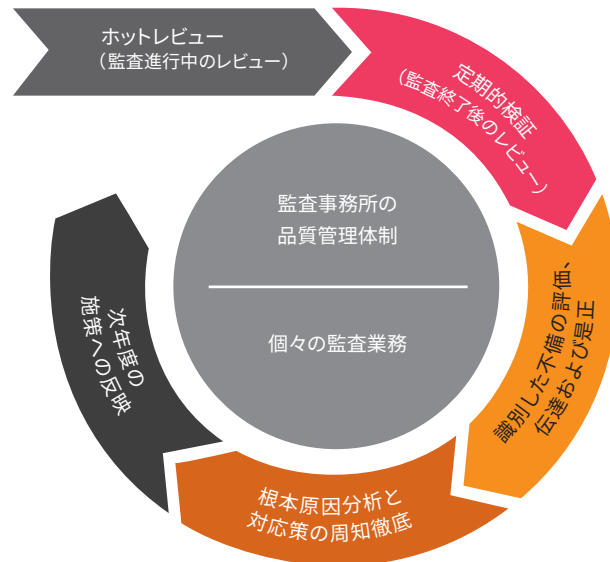 ホットレビュー
（監査進行中のレビュー）
定期的検証
（監査終了後のレビュー）
識別した不備の評価、
伝達および是正
根本原因分析と
対応策の周知徹底
次年度の
施策への反映
監査事務所の
品質管理体制
個々の監査業務